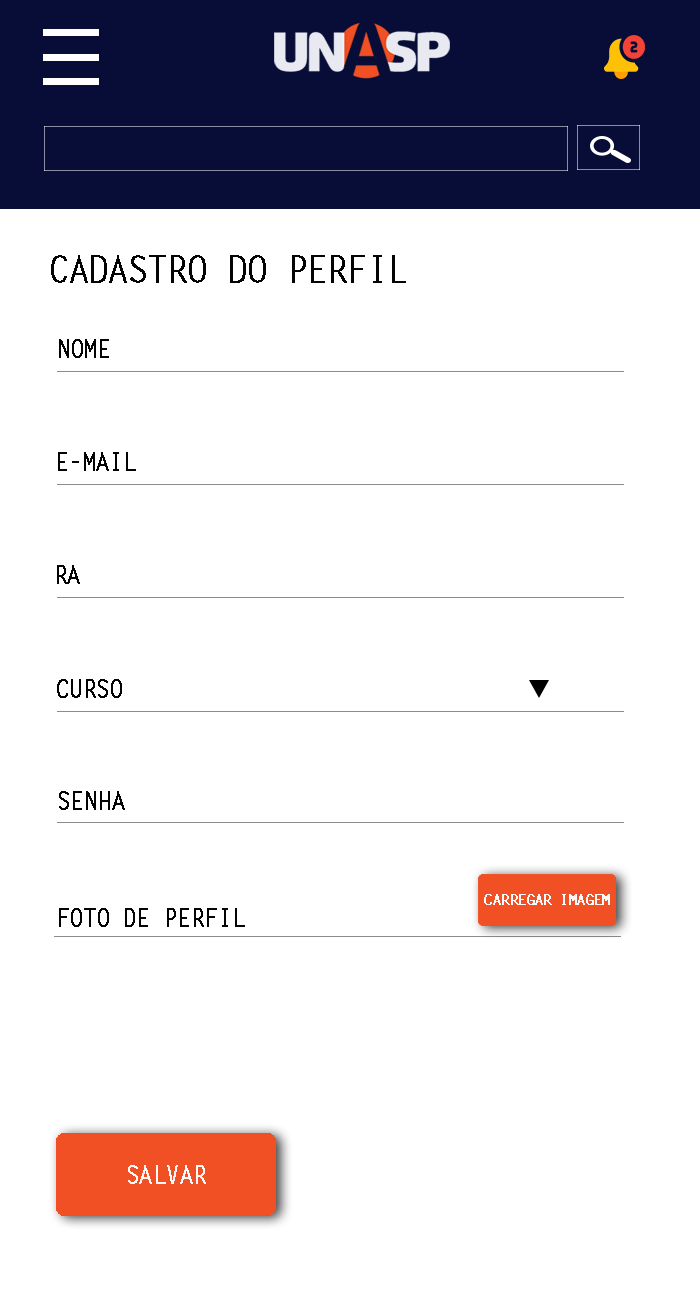 UNASP
2
CADASTRO DO PERFIL
NOME
E-MAIL
RA
CURSO
SENHA
CARREGAR IMAGEM
FOTO DE PERFIL
SALVAR